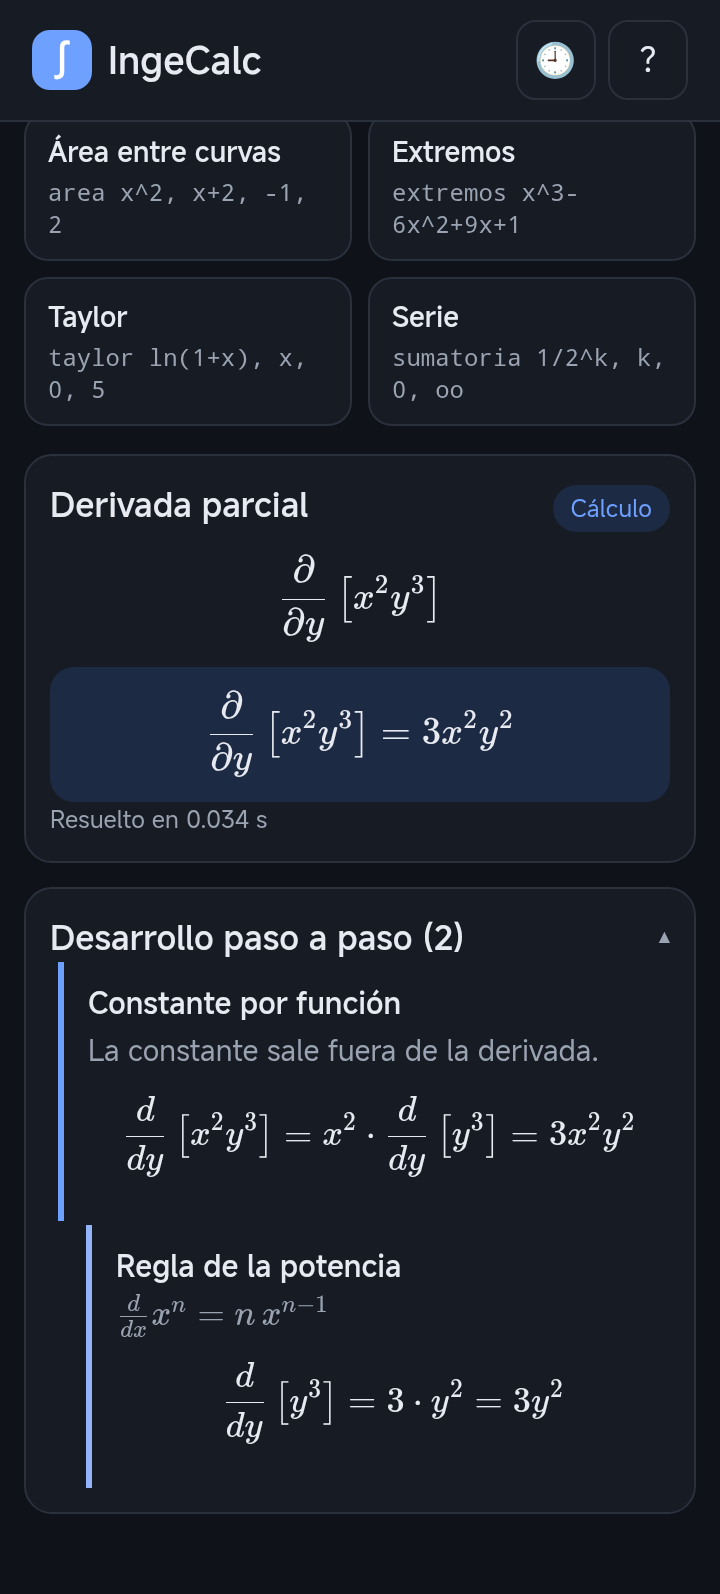 ∫ IngeCalc ?
Área entre curvas
area x^2, x+2, -1,
2
Extremos
extremos x^3-
6x^2+9x+1
Taylor
taylor ln(1+x), x,
0, 5
Serie
sumatoria 1/2^k, k,
0, oo
Derivada parcial
Cálculo
∂/∂y [x²y³]
∂/∂y [x²y³] = 3x²y²
Resuelto en 0.034 s
Desarrollo paso a paso (2) ▲
Constante por función
La constante sale fuera de la derivada.
d/dy [x²y³] = x² · d/dy [y³] = 3x²y²
Regla de la potencia
d/dx xⁿ = n xⁿ⁻¹
d/dy [y³] = 3 · y² = 3y²